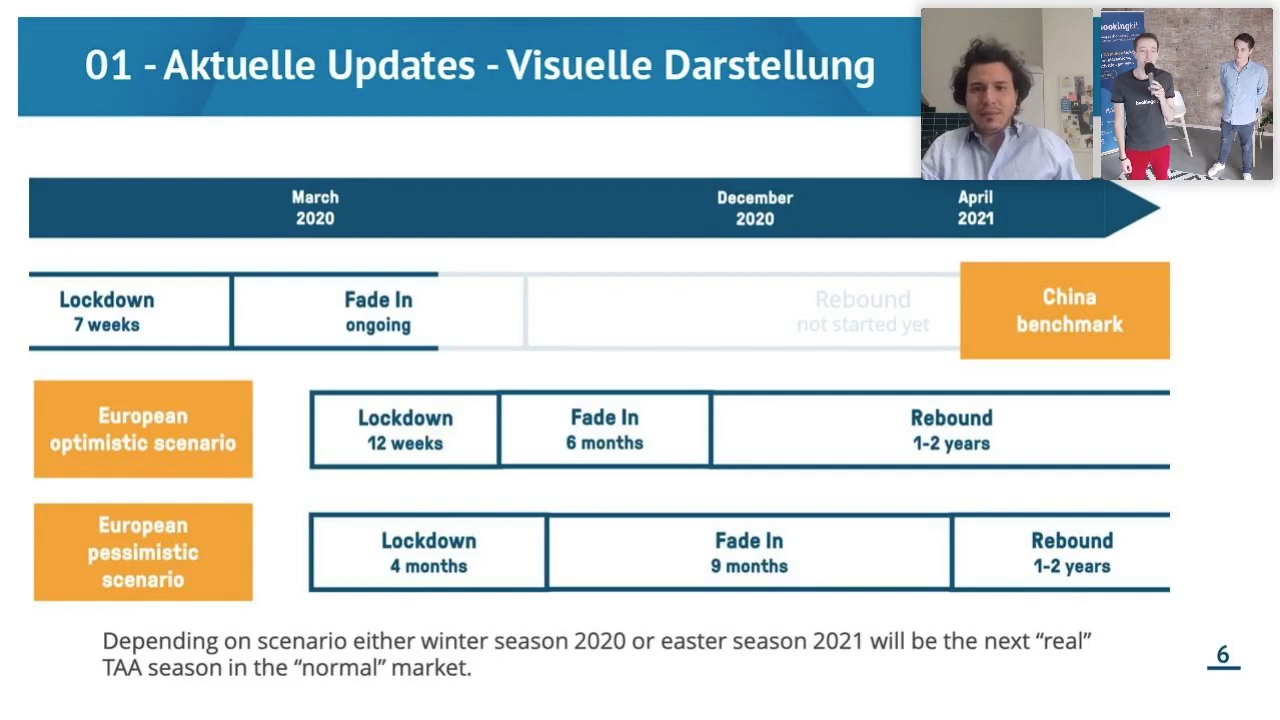 01 - Aktuelle Updates - Visuelle Darstellung
bookingkit
March
2020
December
2020
April
2021
Lockdown
7 weeks
Fade In
ongoing
Rebound
not started yet
China
benchmark
European
optimistic scenario
Lockdown
12 weeks
Fade In
6 months
Rebound
1-2 years
European
pessimistic
scenario
Lockdown
4 months
Fade In
9 months
Rebound
1-2 years
Depending on scenario either winter season 2020 or easter season 2021 will be the next “real”
TAA season in the “normal” market.
6